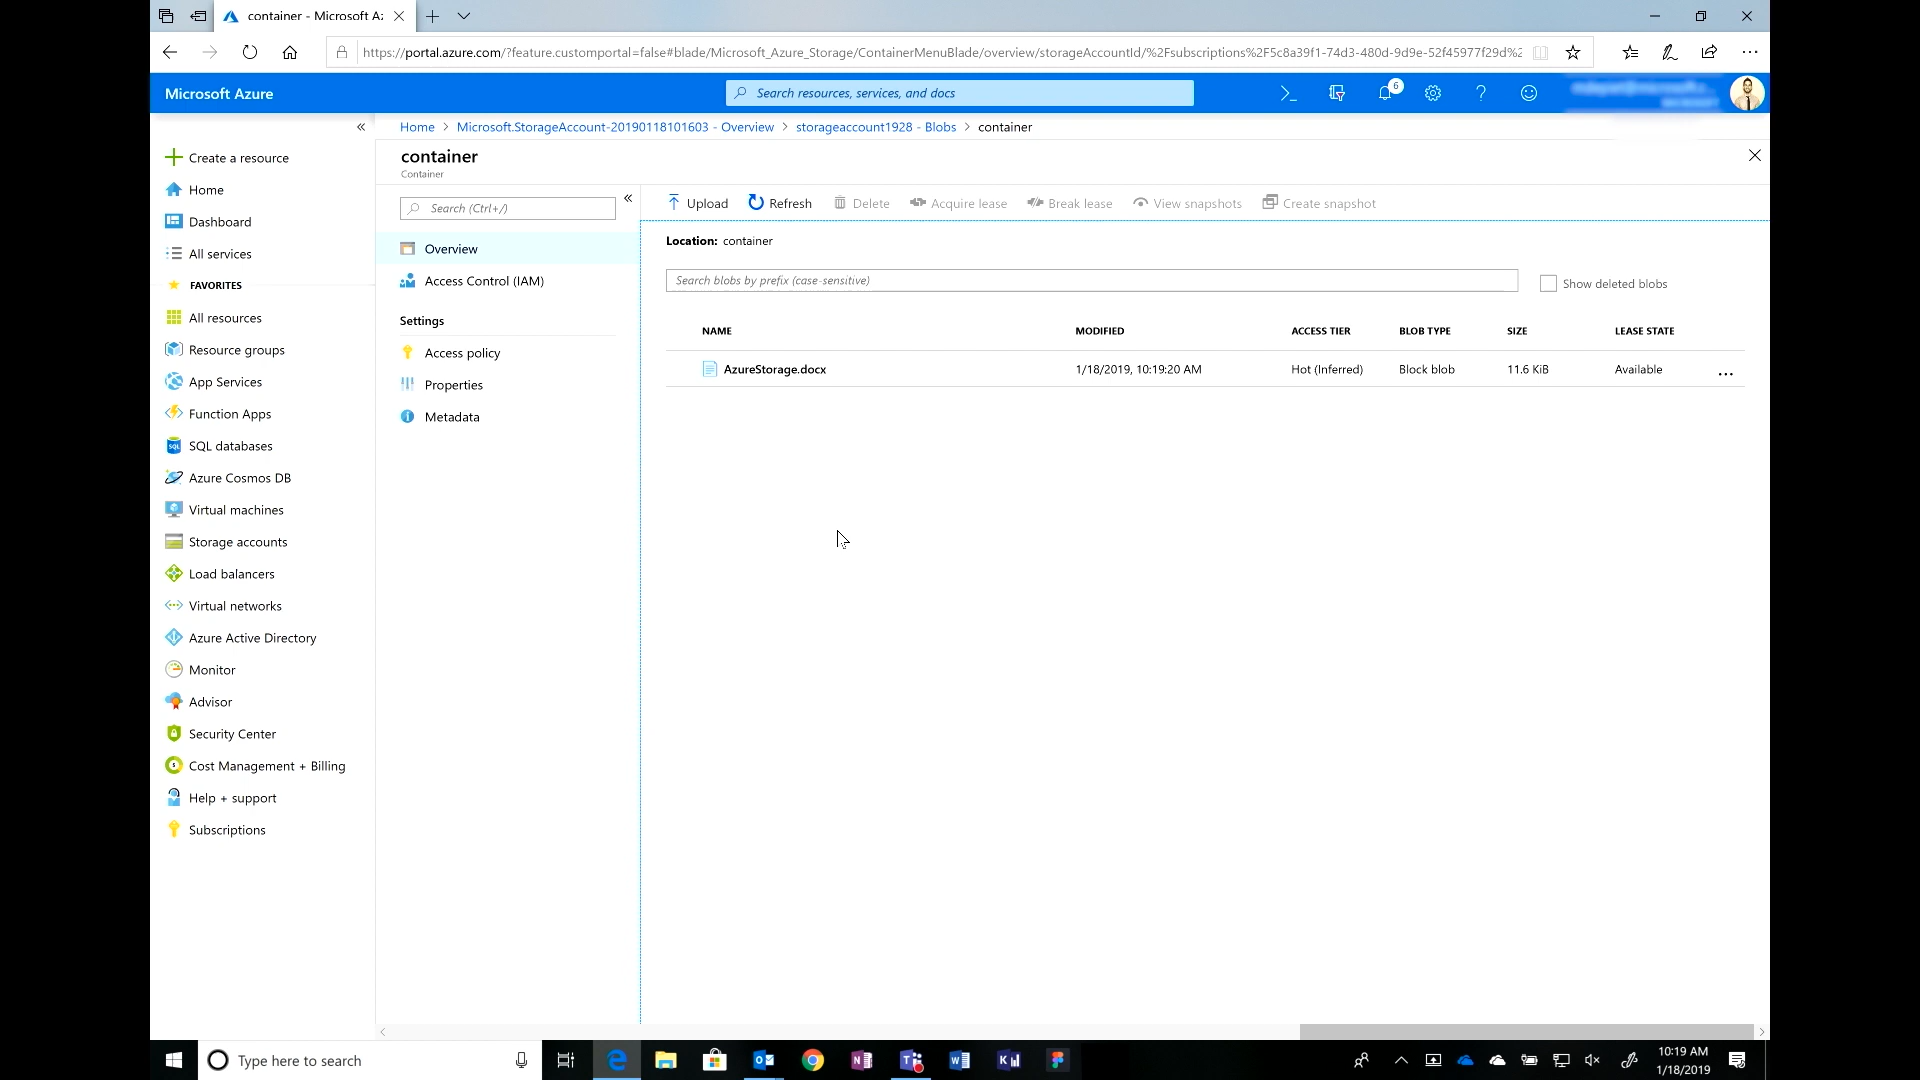 container - Microsoft A
https://portal.azure.com/?feature.customportal=false#blade/Microsoft_Azure_Storage/ContainerMenuBlade/overview/storageAccountId/%2Fsubscriptions%2F5c8a39f1-74d3-480d-9d9e-52f45977f29d%2
Microsoft Azure
Search resources, services, and docs
6
Home > Microsoft.StorageAccount-20190118101603 - Overview > storageaccount1928 - Blobs > container
Create a resource
Home
Dashboard
All services
FAVORITES
All resources
Resource groups
App Services
Function Apps
SQL databases
Azure Cosmos DB
Virtual machines
Storage accounts
Load balancers
Virtual networks
Azure Active Directory
Monitor
Advisor
Security Center
Cost Management + Billing
Help + support
Subscriptions
container
Container
Search (Ctrl+/)
Overview
Access Control (IAM)
Settings
Access policy
Properties
Metadata
Upload Refresh Delete Acquire lease Break lease View snapshots Create snapshot
Location: container
Search blobs by prefix (case-sensitive)
Show deleted blobs
NAME MODIFIED ACCESS TIER BLOB TYPE SIZE LEASE STATE
AzureStorage.docx 1/18/2019, 10:19:20 AM Hot (Inferred) Block blob 11.6 KiB Available ...
Type here to search
10:19 AM
1/18/2019